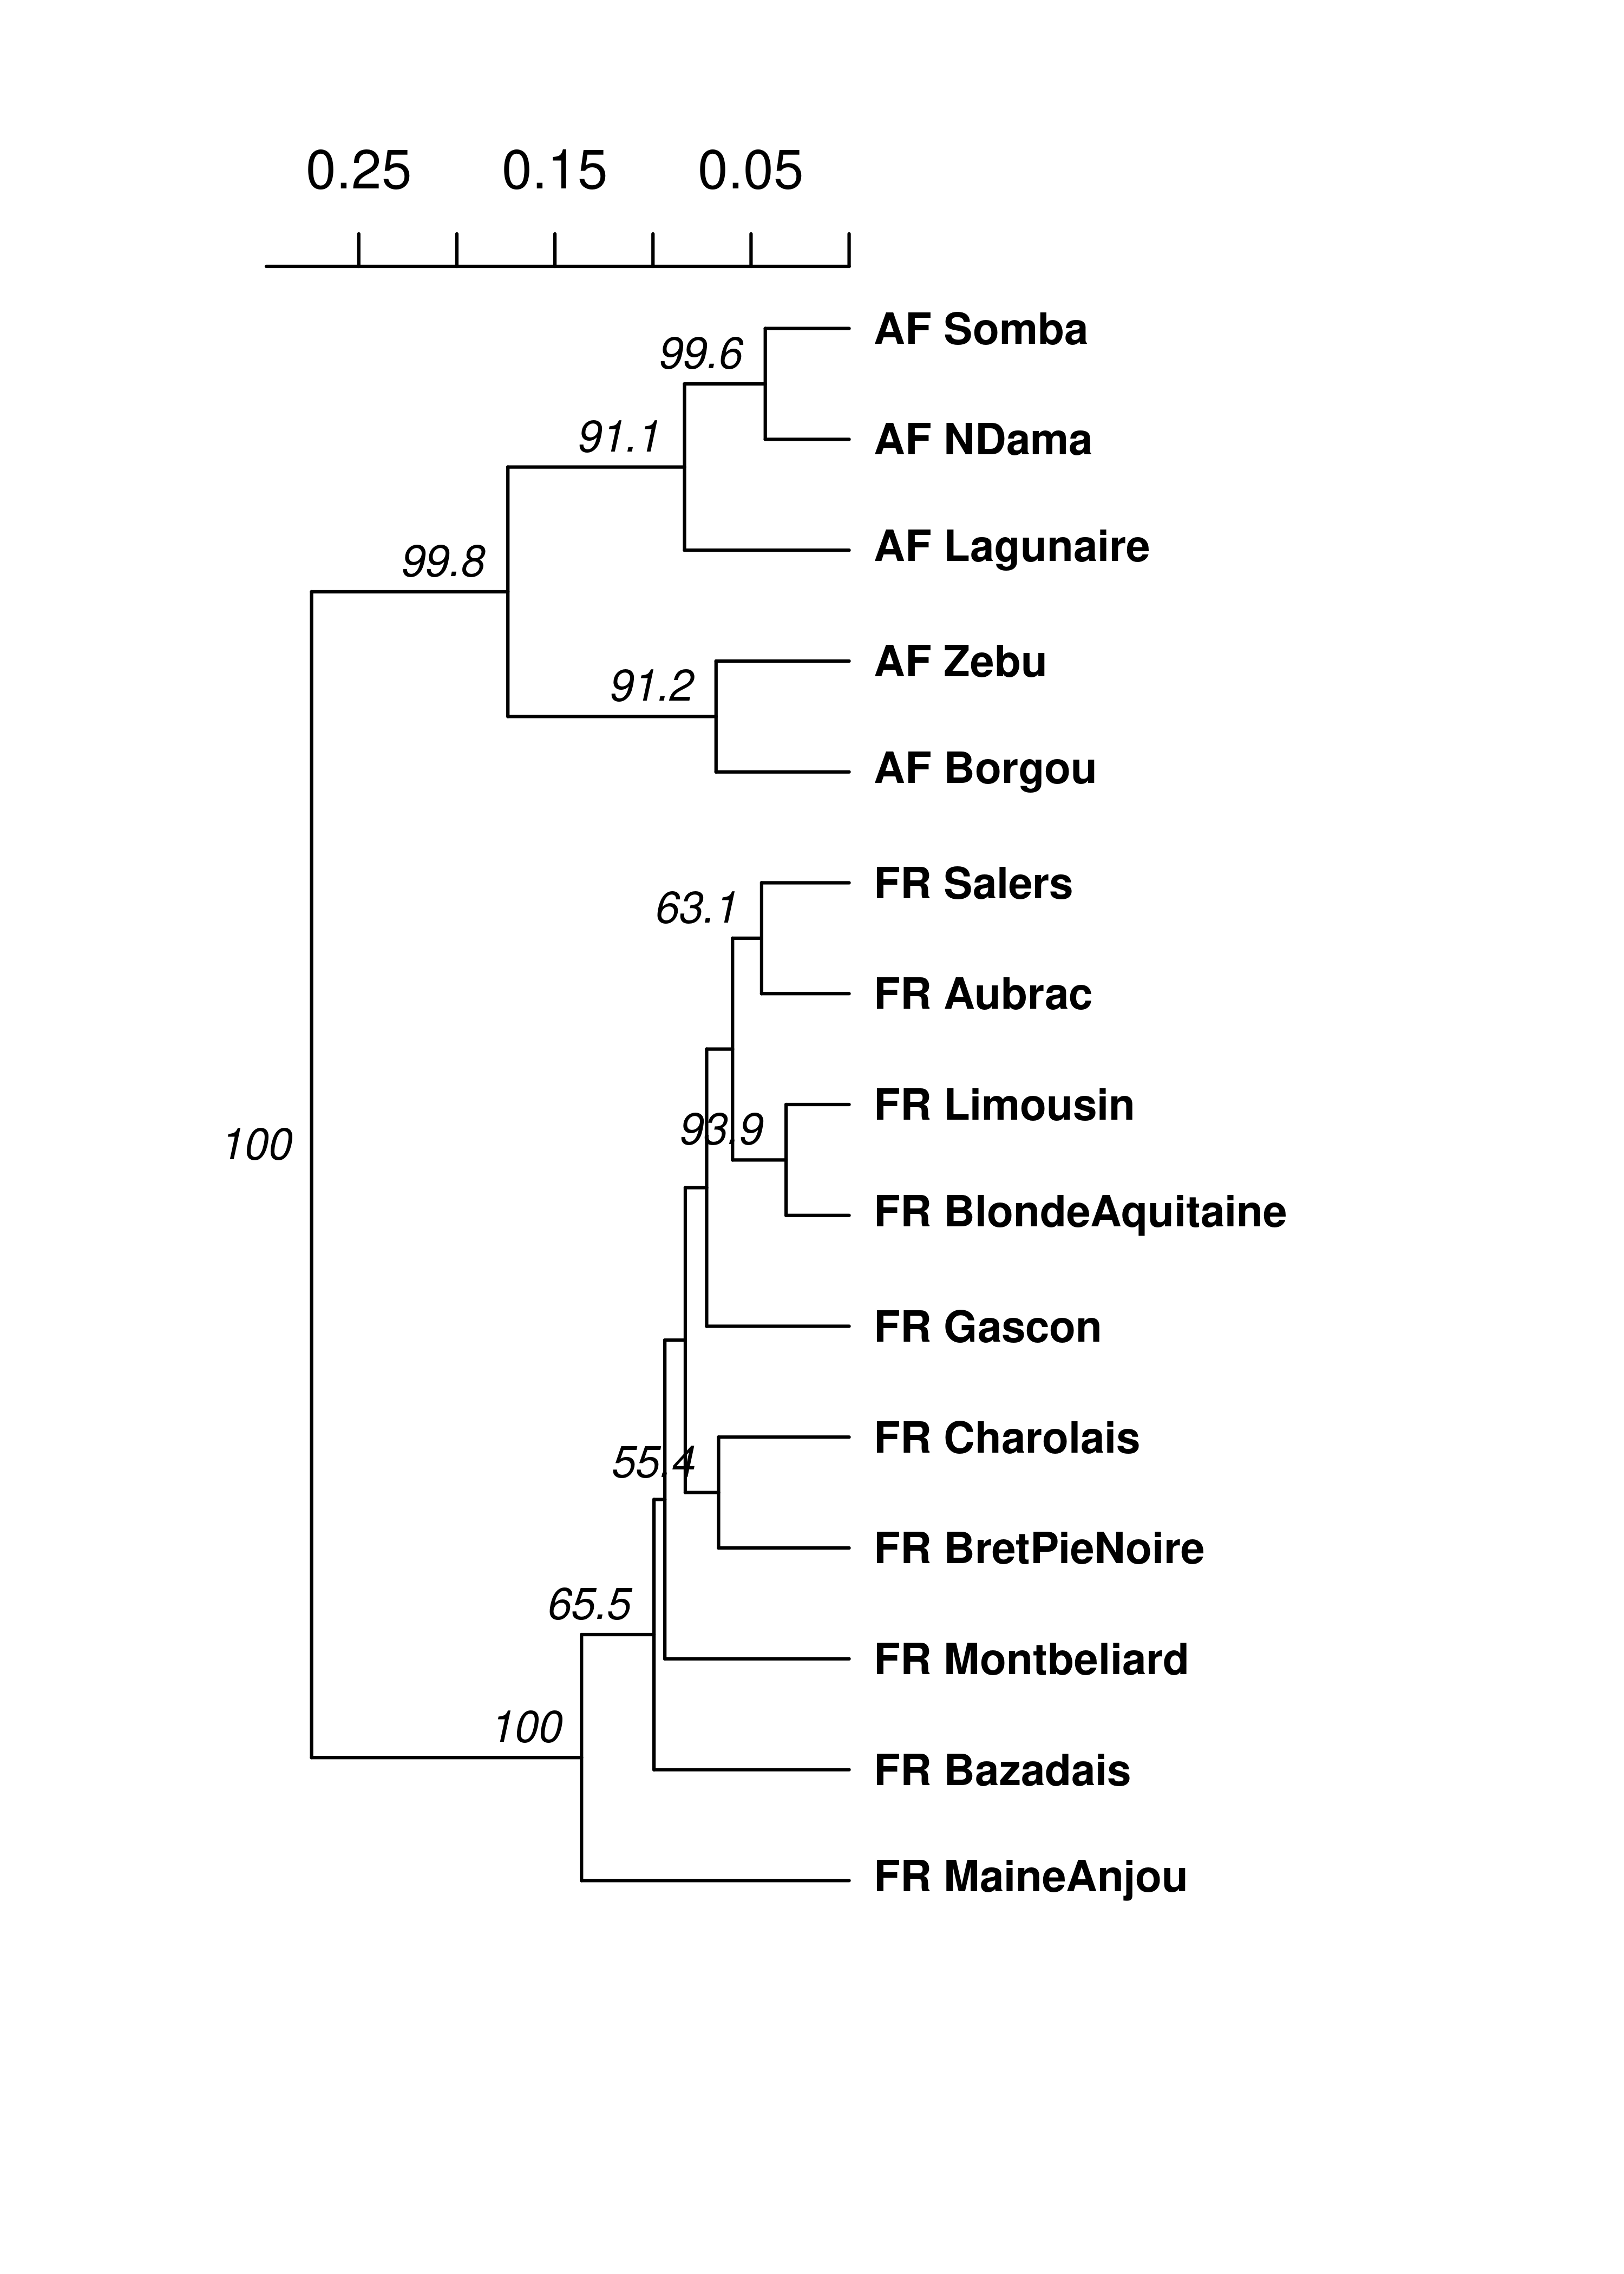 0.25 0.15 0.05
AF Somba
99.6
AF NDama
91.1
AF Lagunaire
99.8
AF Zebu
91.2
AF Borgou
FR Salers
63.1
FR Aubrac
FR Limousin
93.9
100
FR BlondeAquitaine
FR Gascon
FR Charolais
55.4
FR BretPieNoire
65.5
FR Montbeliard
100
FR Bazadais
FR MaineAnjou